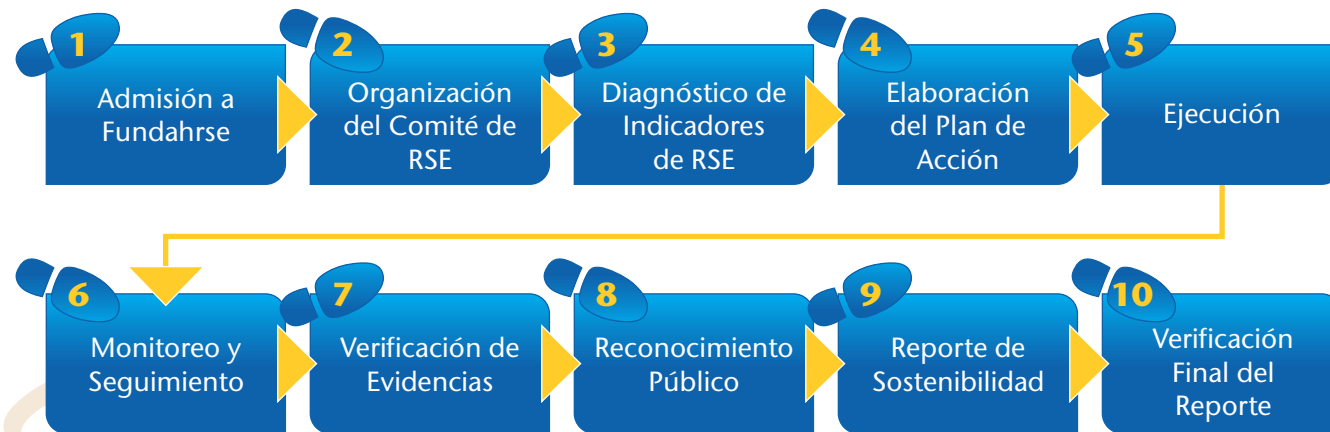 1
Admisión a
Fundahrse
2
Organización
del Comité de
RSE
3
Diagnóstico de
Indicadores
de RSE
4
Elaboración
del Plan de
Acción
5
Ejecución
6
Monitoreo y
Seguimiento
7
Verificación de
Evidencias
8
Reconocimiento
Público
9
Reporte de
Sostenibilidad
10
Verificación
Final del
Reporte